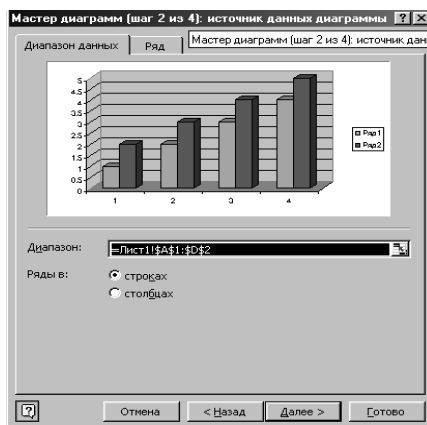 Мастер диаграмм (шаг 2 из 4): источник данных диаграммы
Диапазон данных
Ряд
Мастер диаграмм (шаг 2 из 4): источник дан
5
4.5
4
3.5
3
2.5
2
1.5
1
0.5
0
1 2 3 4
Ряд1
Ряд2
Диапазон:
=Лист1!$A$1:$D$2
Ряды в:
строках
столбцах
Отмена
< Назад
Далее >
Готово